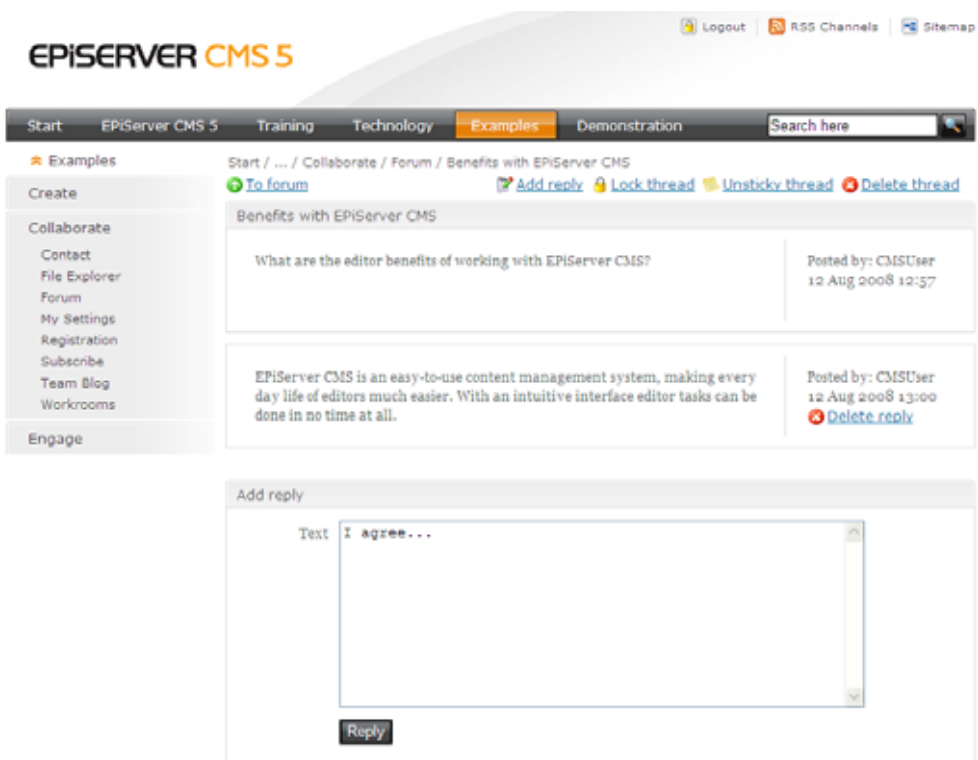 Logout RSS Channels Sitemap
EPiSERVER CMS 5
Start EPiServer CMS 5 Training Technology Examples Demonstration Search here
Examples
Create
Collaborate
Contact
File Explorer
Forum
My Settings
Registration
Subscribe
Team Blog
Workrooms
Engage
Start / ... / Collaborate / Forum / Benefits with EPiServer CMS
To forum Add reply Lock thread Unsticky thread Delete thread
Benefits with EPiServer CMS
What are the editor benefits of working with EPiServer CMS?
Posted by: CMSUser
12 Aug 2008 12:57
EPiServer CMS is an easy-to-use content management system, making every
day life of editors much easier. With an intuitive interface editor tasks can be
done in no time at all.
Posted by: CMSUser
12 Aug 2008 13:00
Delete reply
Add reply
Text I agree...
Reply